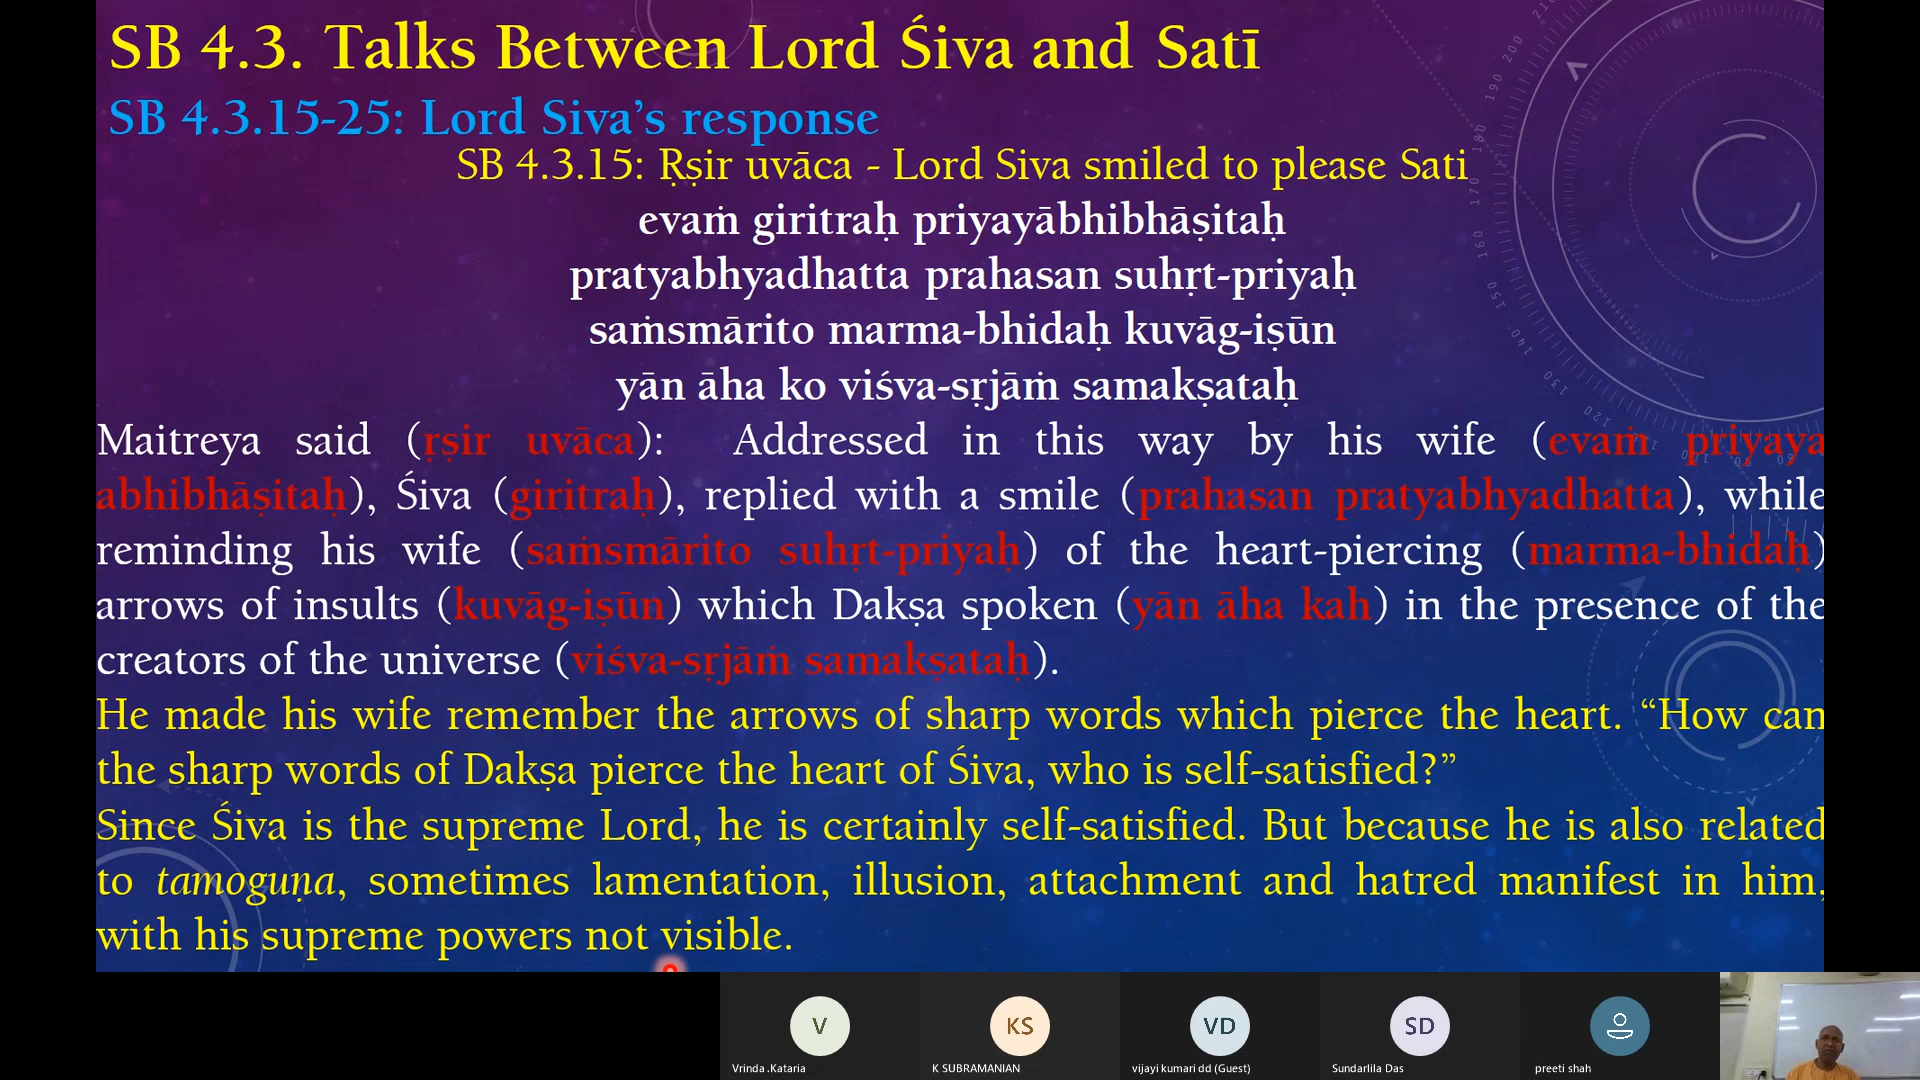 SB 4.3. Talks Between Lord Śiva and Satī
SB 4.3.15-25: Lord Siva’s response
SB 4.3.15: Ṛṣir uvāca - Lord Siva smiled to please Sati
evaṁ giritraḥ priyayābhibhāṣitaḥ
pratyabhyadhatta prahasan suhṛt-priyaḥ
saṁsmārito marma-bhidaḥ kuvāg-iṣūn
yān āha ko viśva-sṛjāṁ samakṣataḥ
Maitreya said (ṛṣir uvāca): Addressed in this way by his wife (evaṁ priyaya
abhibhāṣitaḥ), Śiva (giritraḥ), replied with a smile (prahasan pratyabhyadhatta), while
reminding his wife (saṁsmārito suhṛt-priyaḥ) of the heart-piercing (marma-bhidaḥ)
arrows of insults (kuvāg-iṣūn) which Dakṣa spoken (yān āha kah) in the presence of the
creators of the universe (viśva-sṛjāṁ samakṣataḥ).
He made his wife remember the arrows of sharp words which pierce the heart. “How can
the sharp words of Dakṣa pierce the heart of Śiva, who is self-satisfied?”
Since Śiva is the supreme Lord, he is certainly self-satisfied. But because he is also related
to tamoguṇa, sometimes lamentation, illusion, attachment and hatred manifest in him,
with his supreme powers not visible.
V KS VD SD
Vrinda .Kataria K SUBRAMANIAN vijayi kumari dd (Guest) Sundarlila Das preeti shah